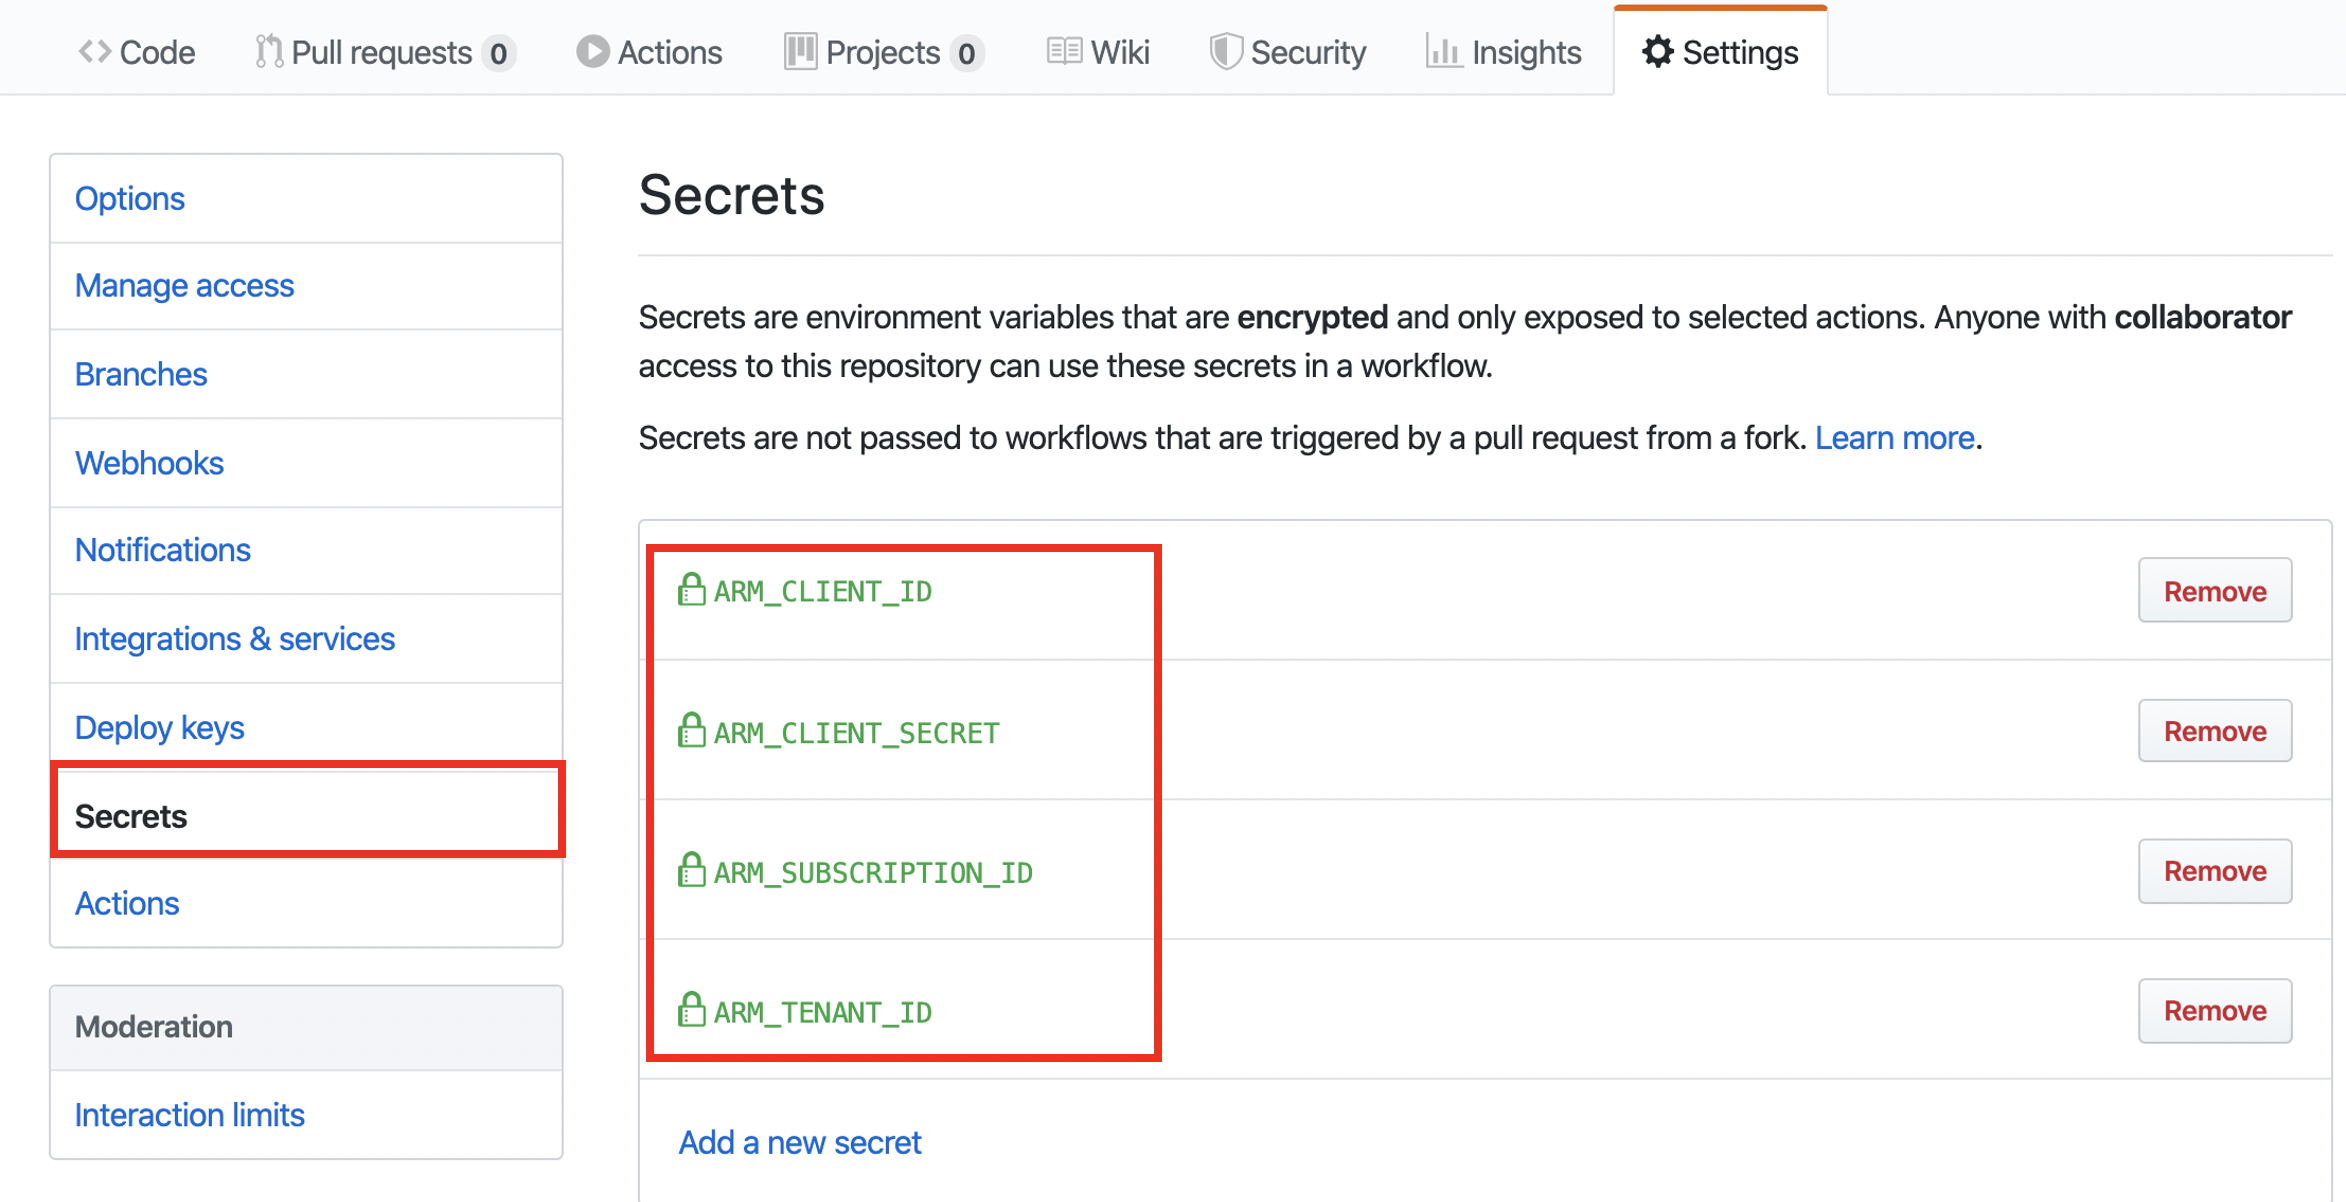 Code Pull requests 0 Actions Projects 0 Wiki Security Insights Settings
Options
Manage access
Branches
Webhooks
Notifications
Integrations & services
Deploy keys
Secrets
Actions
Moderation
Interaction limits
Secrets
Secrets are environment variables that are encrypted and only exposed to selected actions. Anyone with collaborator
access to this repository can use these secrets in a workflow.
Secrets are not passed to workflows that are triggered by a pull request from a fork. Learn more.
ARM_CLIENT_ID Remove
ARM_CLIENT_SECRET Remove
ARM_SUBSCRIPTION_ID Remove
ARM_TENANT_ID Remove
Add a new secret